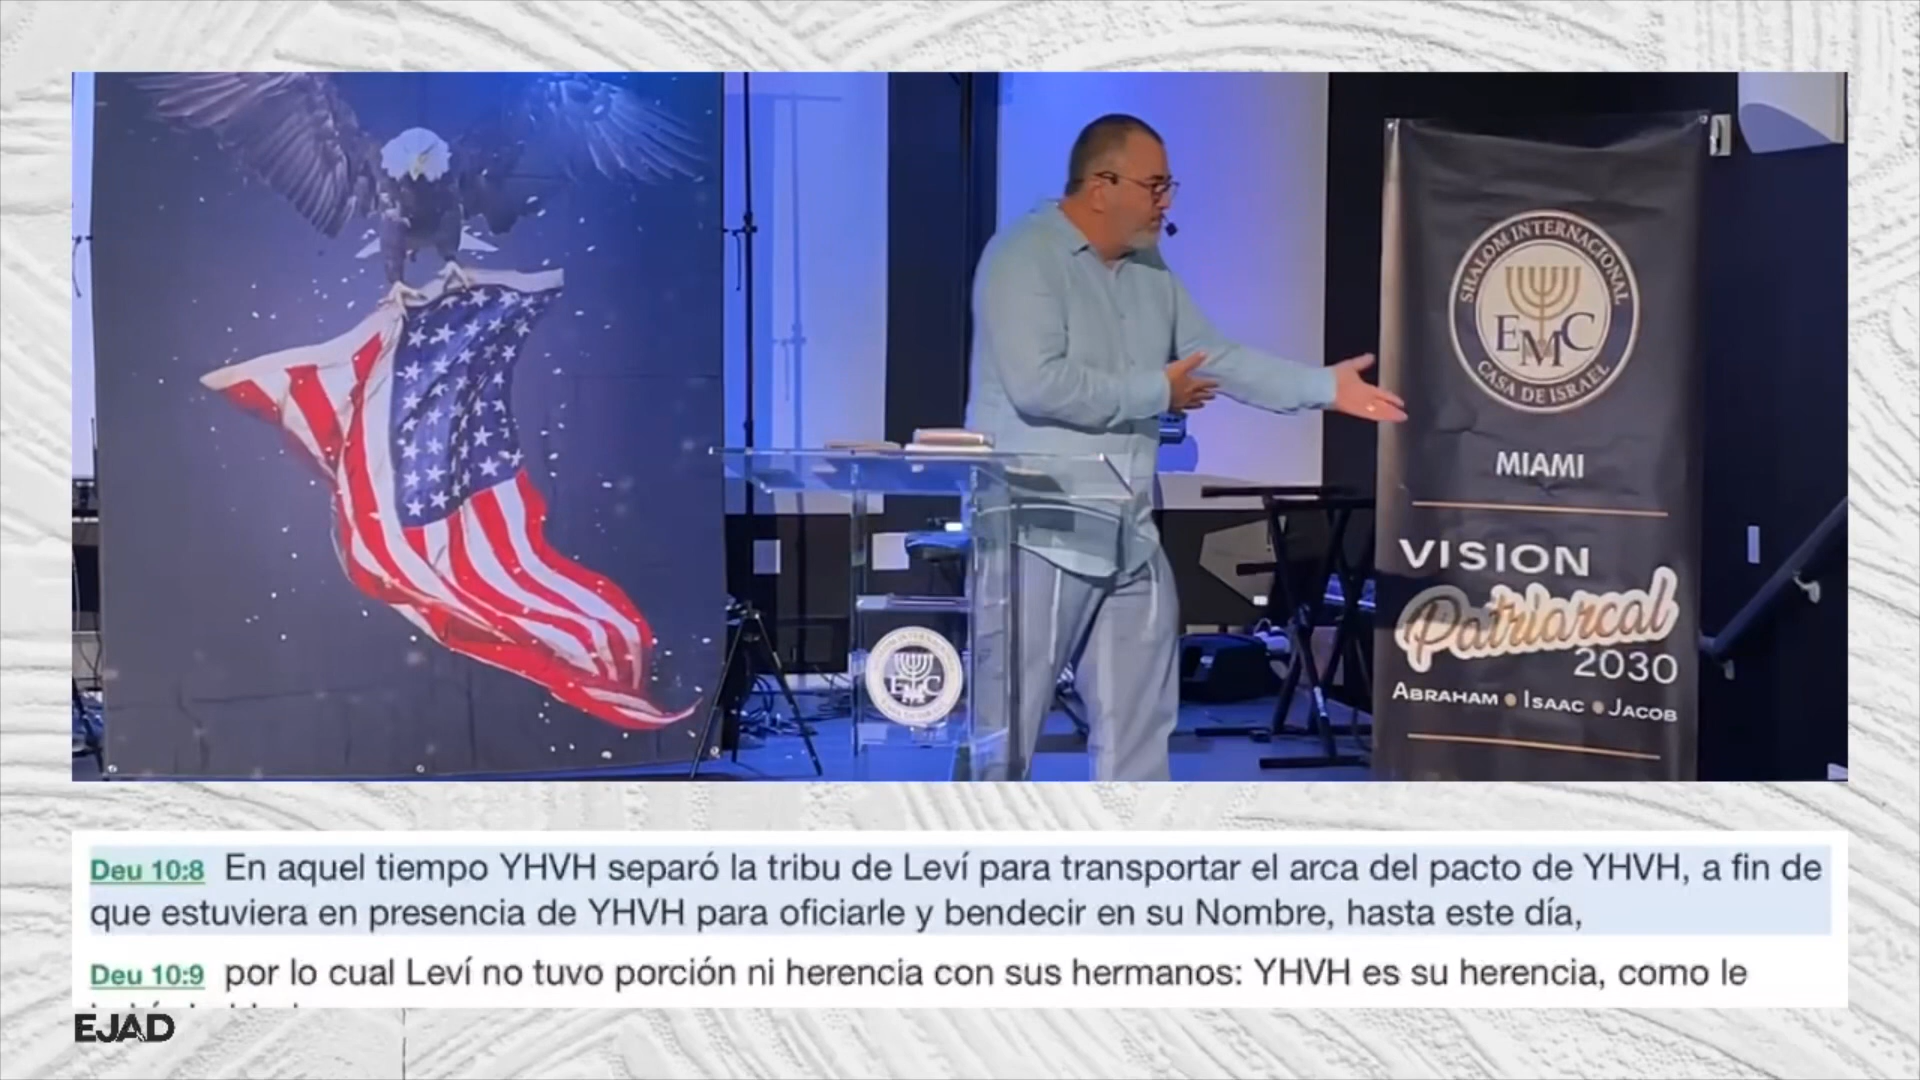 SHALOM INTERNACIONAL
EMC
CASA DE ISRAEL
MIAMI
VISION
Patriarcal
2030
ABRAHAM • ISAAC • JACOB
SHALOM INTERNACIONAL
EMC
Deu 10:8 En aquel tiempo YHVH separó la tribu de Leví para transportar el arca del pacto de YHVH, a fin de
que estuviera en presencia de YHVH para oficiarle y bendecir en su Nombre, hasta este día,
Deu 10:9 por lo cual Leví no tuvo porción ni herencia con sus hermanos: YHVH es su herencia, como le
EJAD